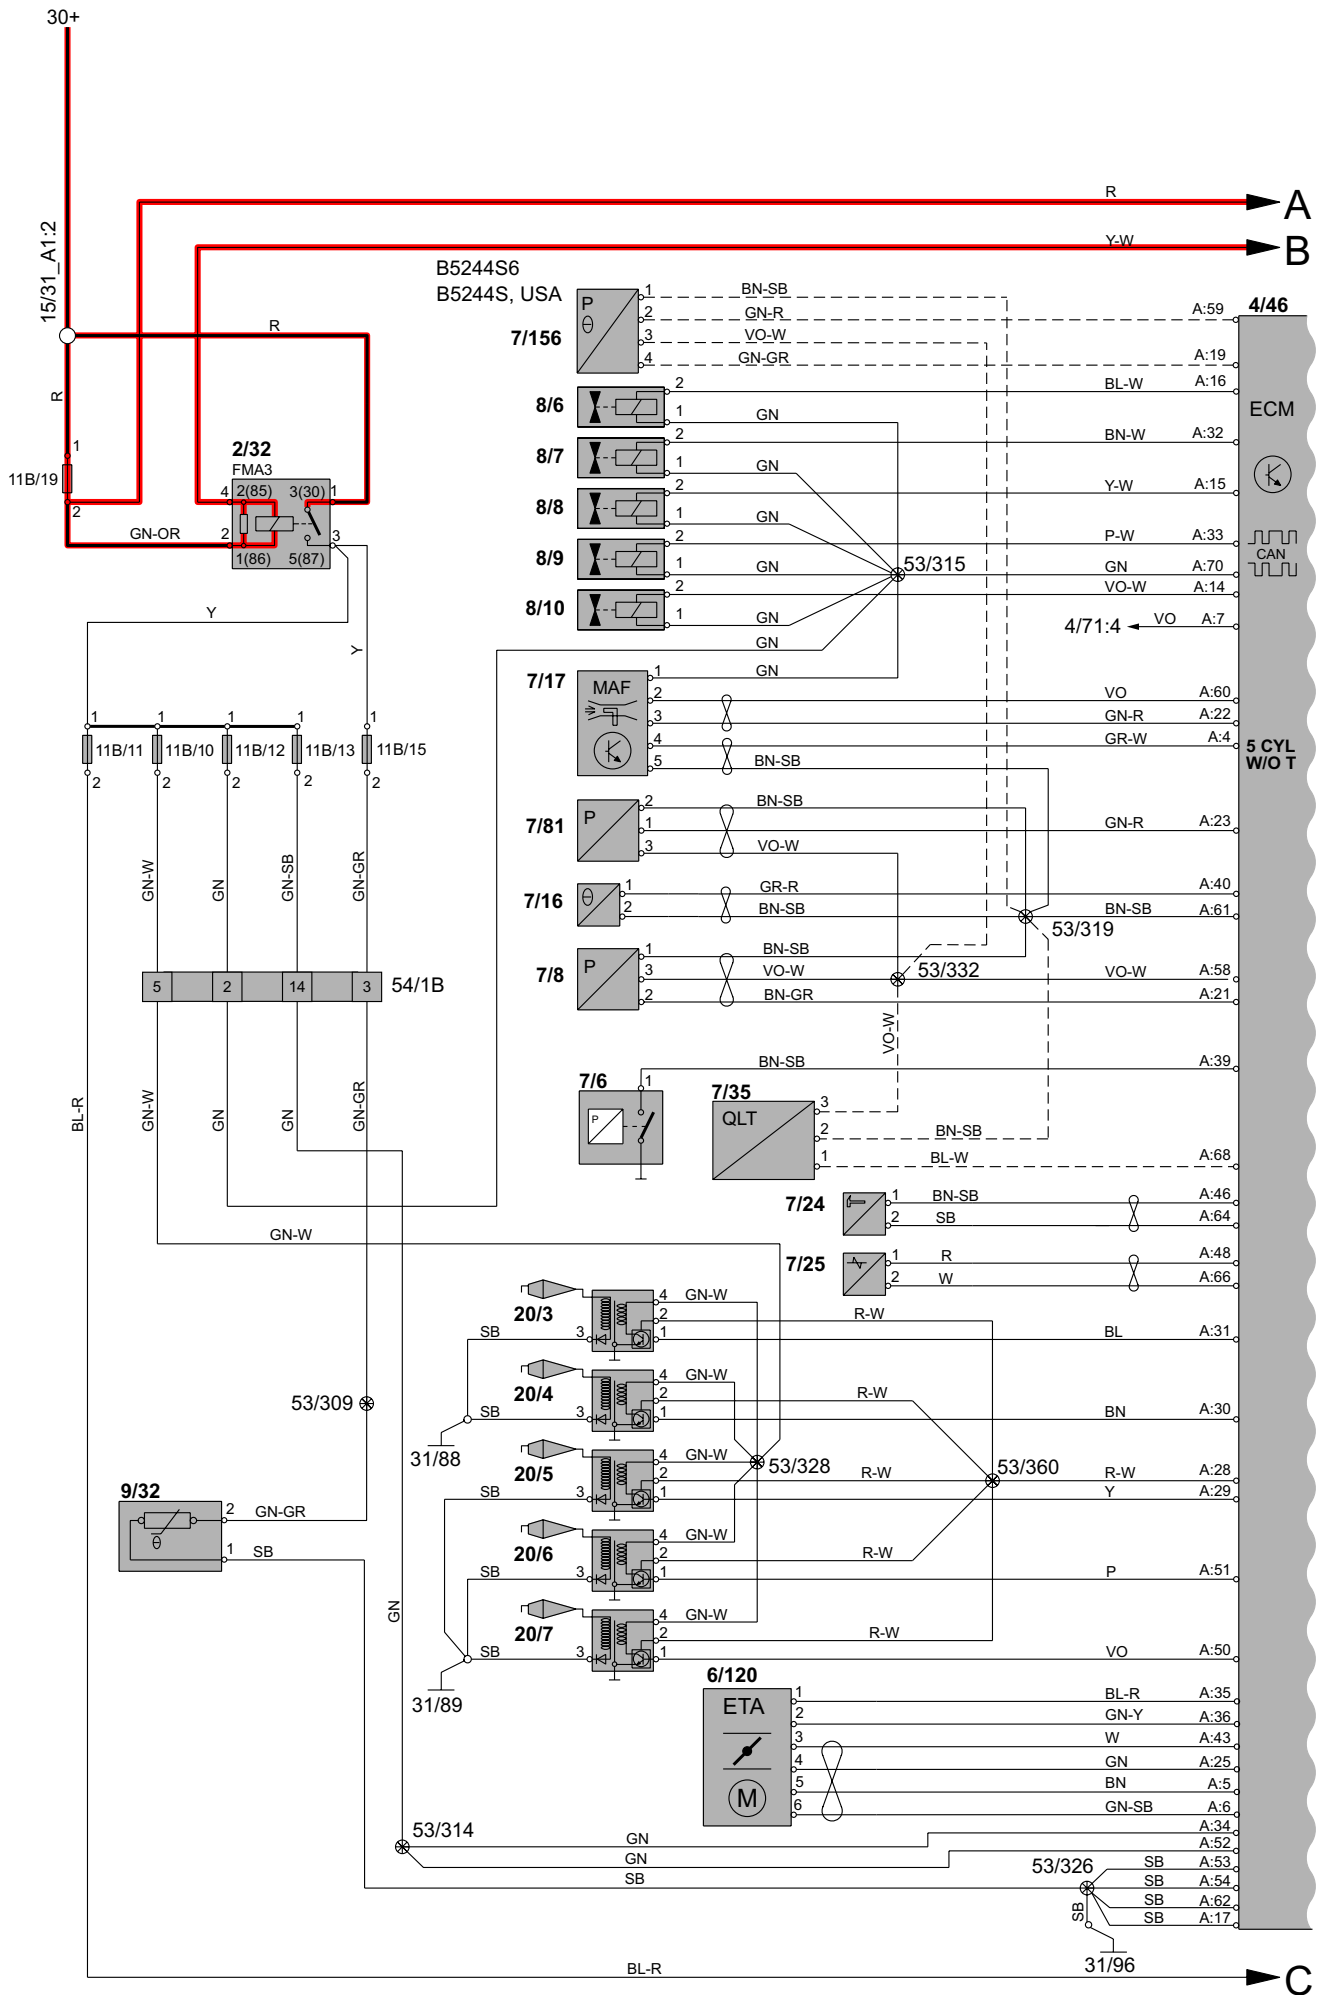 30+
R
A
15/31_A1:2
Y-W
B
B5244S6
B5244S, USA
7/156
P
θ
1
BN-SB
2
GN-R
A:59
3
VO-W
4
GN-GR
A:19
4/46
ECM
CAN
5 CYL
W/O T
R
R
1
11B/19
2
GN-OR
2/32
FMA3
4
2(85)
3(30)
1
2
1(86)
5(87)
3
8/6
2
BL-W
A:16
1
GN
8/7
2
BN-W
A:32
1
GN
8/8
2
Y-W
A:15
1
GN
8/9
2
P-W
A:33
1
GN
53/315
GN
A:70
8/10
2
VO-W
A:14
1
GN
4/71:4
VO
A:7
GN
Y
Y
7/17
MAF
1
GN
2
VO
A:60
3
GN-R
A:22
4
GR-W
A:4
5
BN-SB
1
1
1
1
1
11B/11
11B/10
11B/12
11B/13
11B/15
2
2
2
2
2
7/81
P
2
BN-SB
1
GN-R
A:23
3
VO-W
GN-W
GN
GN-SB
GN-GR
7/16
θ
1
GR-R
A:40
2
BN-SB
BN-SB
A:61
53/319
7/8
P
1
BN-SB
3
VO-W
53/332
VO-W
A:58
2
BN-GR
A:21
5
2
14
3
54/1B
VO-W
7/6
P
1
BN-SB
A:39
7/35
QLT
3
2
BN-SB
1
BL-W
A:68
BL-R
GN-W
GN
GN
GN-GR
7/24
1
BN-SB
A:46
2
SB
A:64
7/25
1
R
A:48
2
W
A:66
GN-W
20/3
4
GN-W
2
R-W
SB
3
1
BL
A:31
20/4
4
GN-W
2
R-W
SB
3
1
BN
A:30
53/309
31/88
20/5
4
GN-W
53/328
2
R-W
53/360
R-W
A:28
SB
3
1
Y
A:29
9/32
θ
2
GN-GR
1
SB
20/6
4
GN-W
2
R-W
SB
3
1
P
A:51
GN
20/7
4
GN-W
2
R-W
SB
3
1
VO
A:50
31/89
6/120
ETA
M
1
BL-R
A:35
2
GN-Y
A:36
3
W
A:43
4
GN
A:25
5
BN
A:5
6
GN-SB
A:6
53/314
GN
A:34
GN
A:52
SB
53/326
SB
A:53
SB
A:54
SB
A:62
SB
A:17
SB
31/96
BL-R
C